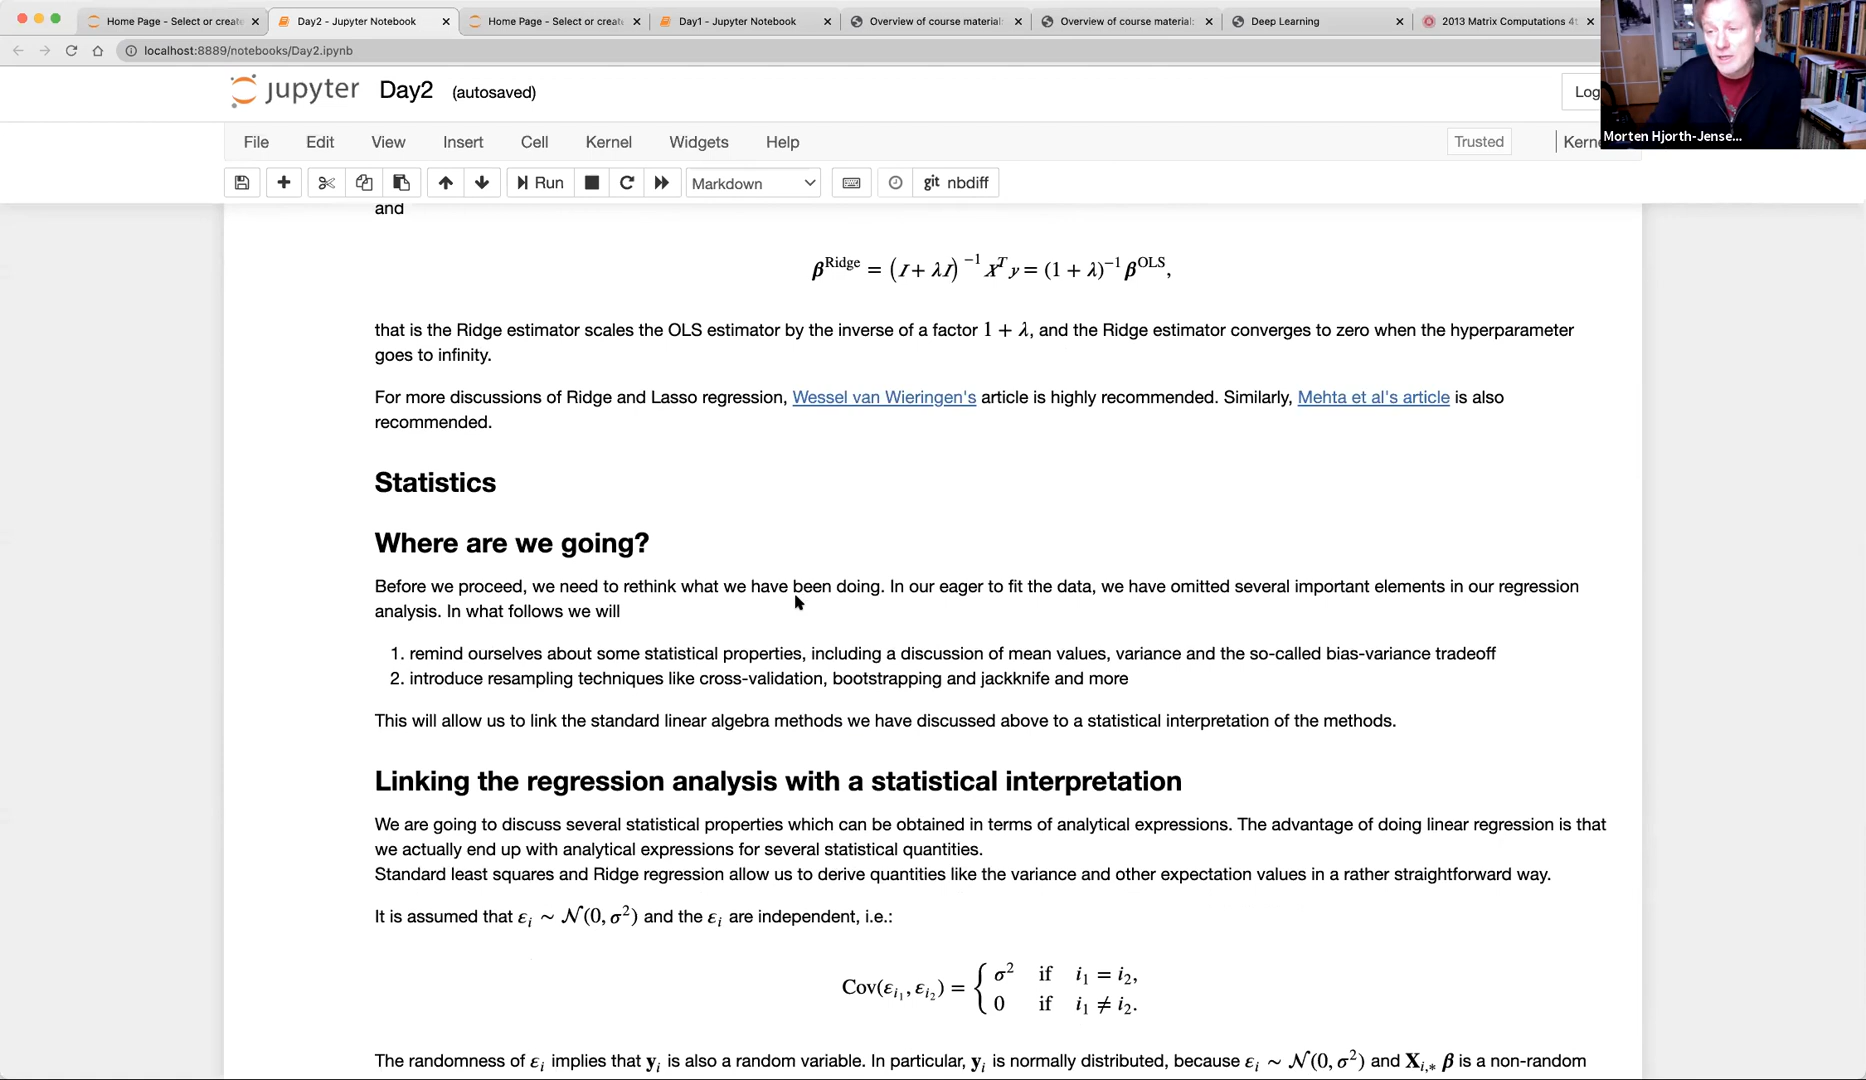 Home Page - Select or create
Day2 - Jupyter Notebook
Home Page - Select or create
Day1 - Jupyter Notebook
Overview of course material:
Overview of course material:
Deep Learning
2013 Matrix Computations 4t
localhost:8889/notebooks/Day2.ipynb
jupyter Day2 (autosaved)
Log
Morten Hjorth-Jense...
File Edit View Insert Cell Kernel Widgets Help
Trusted
Kerne
Run Markdown git nbdiff
and
β^Ridge = (I + λI)^−1 X^T y = (1 + λ)^−1 β^OLS,
that is the Ridge estimator scales the OLS estimator by the inverse of a factor 1 + λ, and the Ridge estimator converges to zero when the hyperparameter
goes to infinity.
For more discussions of Ridge and Lasso regression, Wessel van Wieringen's article is highly recommended. Similarly, Mehta et al's article is also
recommended.
Statistics
Where are we going?
Before we proceed, we need to rethink what we have been doing. In our eager to fit the data, we have omitted several important elements in our regression
analysis. In what follows we will
1. remind ourselves about some statistical properties, including a discussion of mean values, variance and the so-called bias-variance tradeoff
2. introduce resampling techniques like cross-validation, bootstrapping and jackknife and more
This will allow us to link the standard linear algebra methods we have discussed above to a statistical interpretation of the methods.
Linking the regression analysis with a statistical interpretation
We are going to discuss several statistical properties which can be obtained in terms of analytical expressions. The advantage of doing linear regression is that
we actually end up with analytical expressions for several statistical quantities.
Standard least squares and Ridge regression allow us to derive quantities like the variance and other expectation values in a rather straightforward way.
It is assumed that ε_i ∼ 𝒩(0, σ²) and the ε_i are independent, i.e.:
Cov(ε_i₁, ε_i₂) = { σ² if i₁ = i₂,
0 if i₁ ≠ i₂.
The randomness of ε_i implies that y_i is also a random variable. In particular, y_i is normally distributed, because ε_i ∼ 𝒩(0, σ²) and X_i,∗ β is a non-random